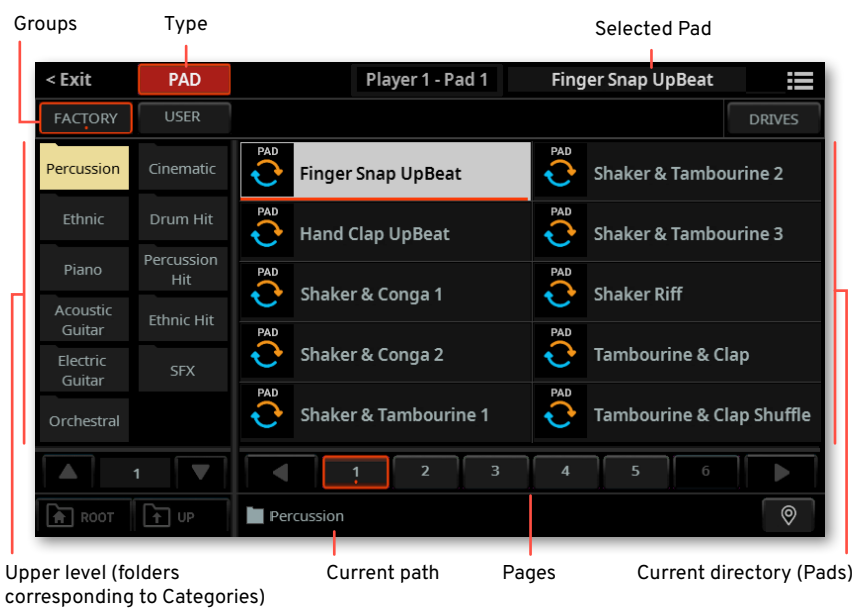 Groups
Type
Selected Pad
< Exit
PAD
Player 1 - Pad 1
Finger Snap UpBeat
FACTORY
USER
DRIVES
Percussion
Cinematic
Ethnic
Drum Hit
Piano
Percussion
Hit
Acoustic
Guitar
Ethnic Hit
Electric
Guitar
SFX
Orchestral
PAD
Finger Snap UpBeat
PAD
Shaker & Tambourine 2
PAD
Hand Clap UpBeat
PAD
Shaker & Tambourine 3
PAD
Shaker & Conga 1
PAD
Shaker Riff
PAD
Shaker & Conga 2
PAD
Tambourine & Clap
PAD
Shaker & Tambourine 1
PAD
Tambourine & Clap Shuffle
1
1
2
3
4
5
6
ROOT
UP
Percussion
Upper level (folders
corresponding to Categories)
Current path
Pages
Current directory (Pads)